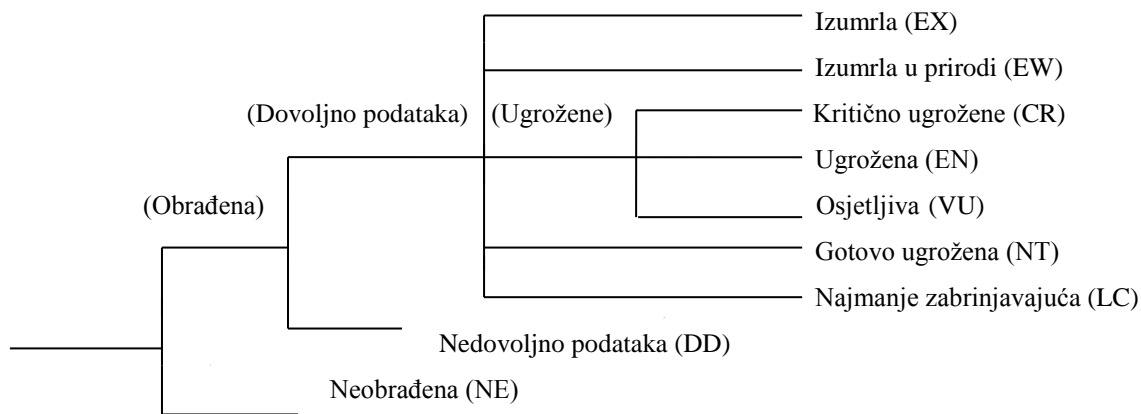 Izumrla (EX)
Izumrla u prirodi (EW)
(Dovoljno podataka) (Ugrožene) Kritično ugrožene (CR)
Ugrožena (EN)
(Obrađena) Osjetljiva (VU)
Gotovo ugrožena (NT)
Najmanje zabrinjavajuća (LC)
Nedovoljno podataka (DD)
Neobrađena (NE)